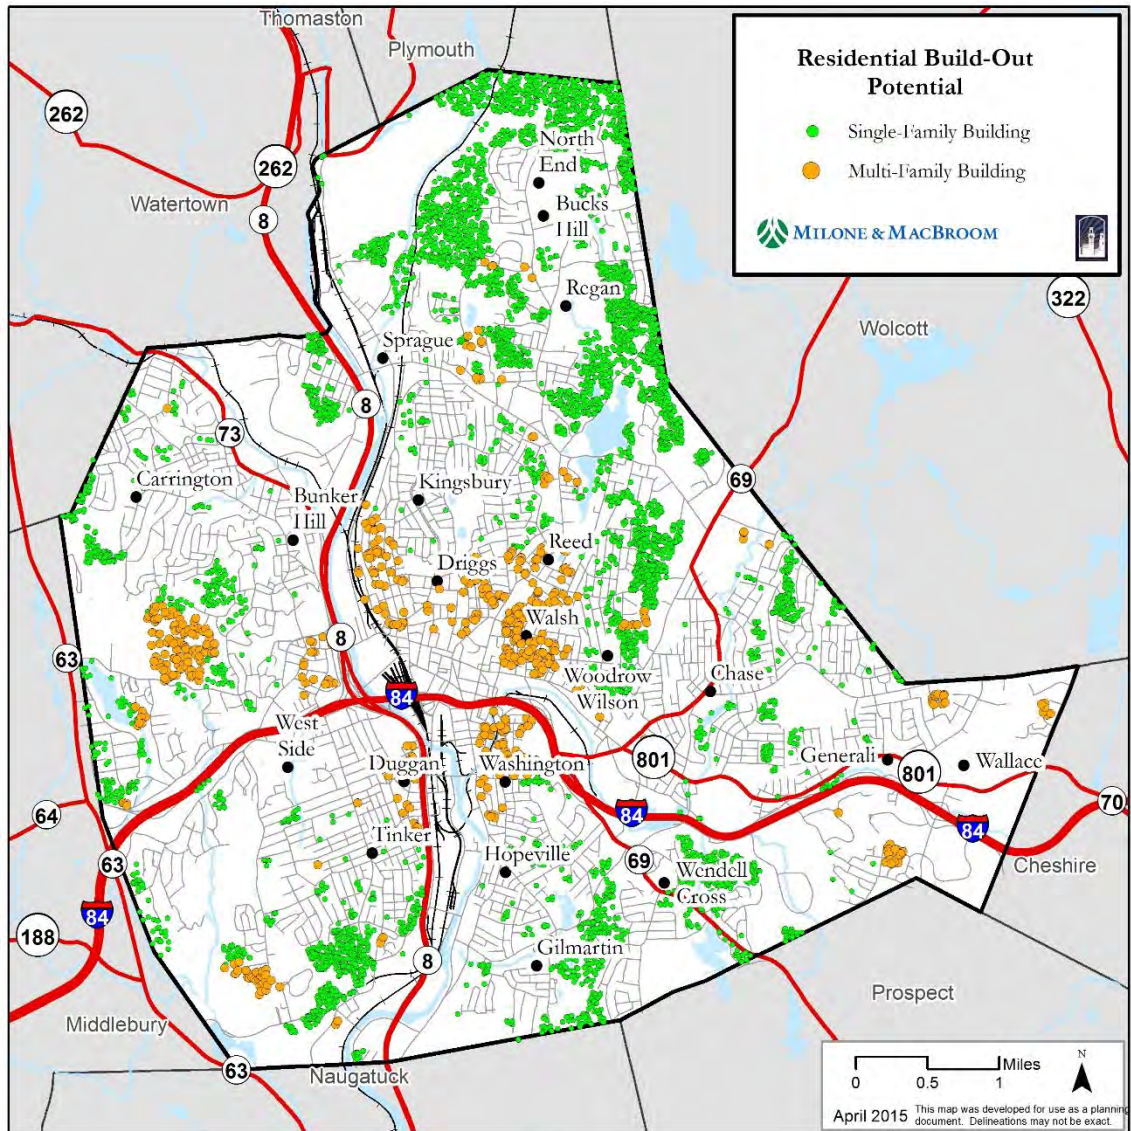 Thomaston
Plymouth
Residential Build-Out
Potential
Single-Family Building
Multi-Family Building
MILONE & MACBROOM
262
262
Watertown
8
North
End
Bucks
Hill
Regan
322
Wolcott
Sprague
8
73
69
Carrington
Kingsbury
Bunker
Hill
Reed
Driggs
Walsh
8
63
Woodrow
Wilson
Chase
84
West
Side
Duggan
Washington
801
Generali
801
Wallace
64
84
84
70
Tinker
Hopeville
69
Wendell
Cross
Cheshire
63
84
188
Gilmartin
8
Prospect
Middlebury
63
Naugatuck
Miles
0 0.5 1
N
April 2015
This map was developed for use as a planning
document. Delineations may not be exact.